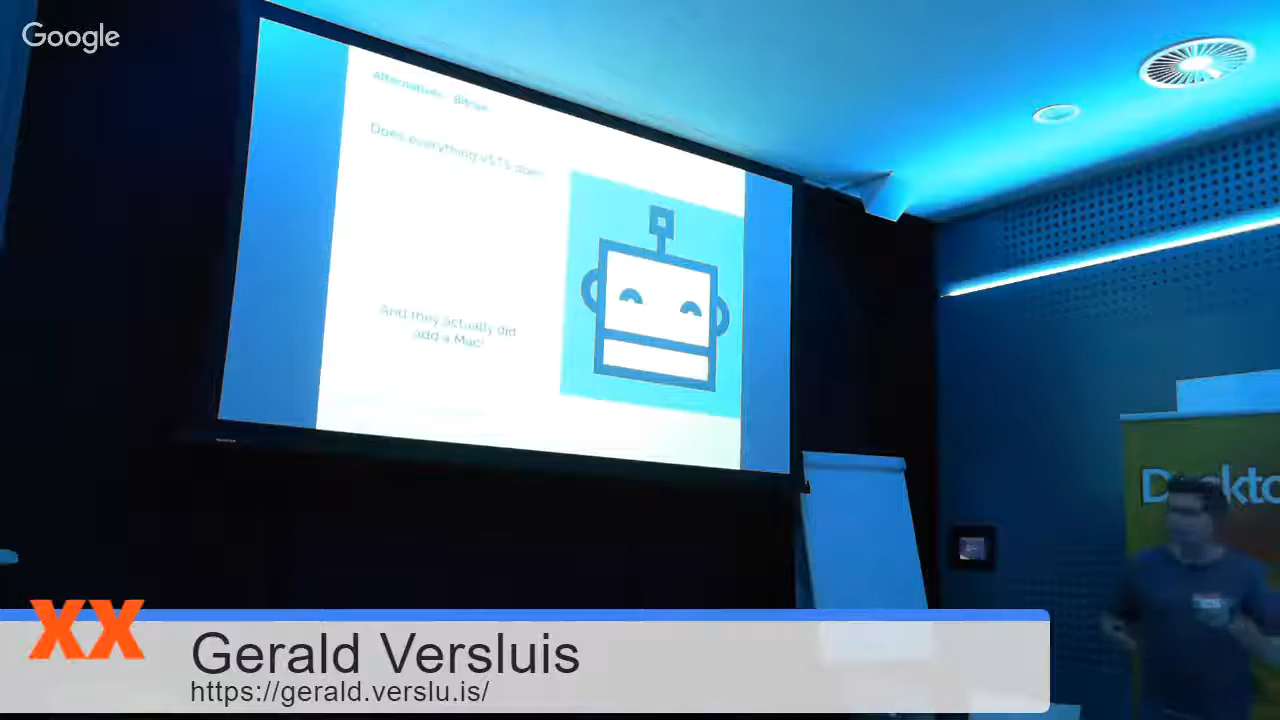 Google
Alternatives - Bitrise
Does everything VSTS does
And they actually did
add a Mac!
XX
Gerald Versluis
https://gerald.verslu.is/